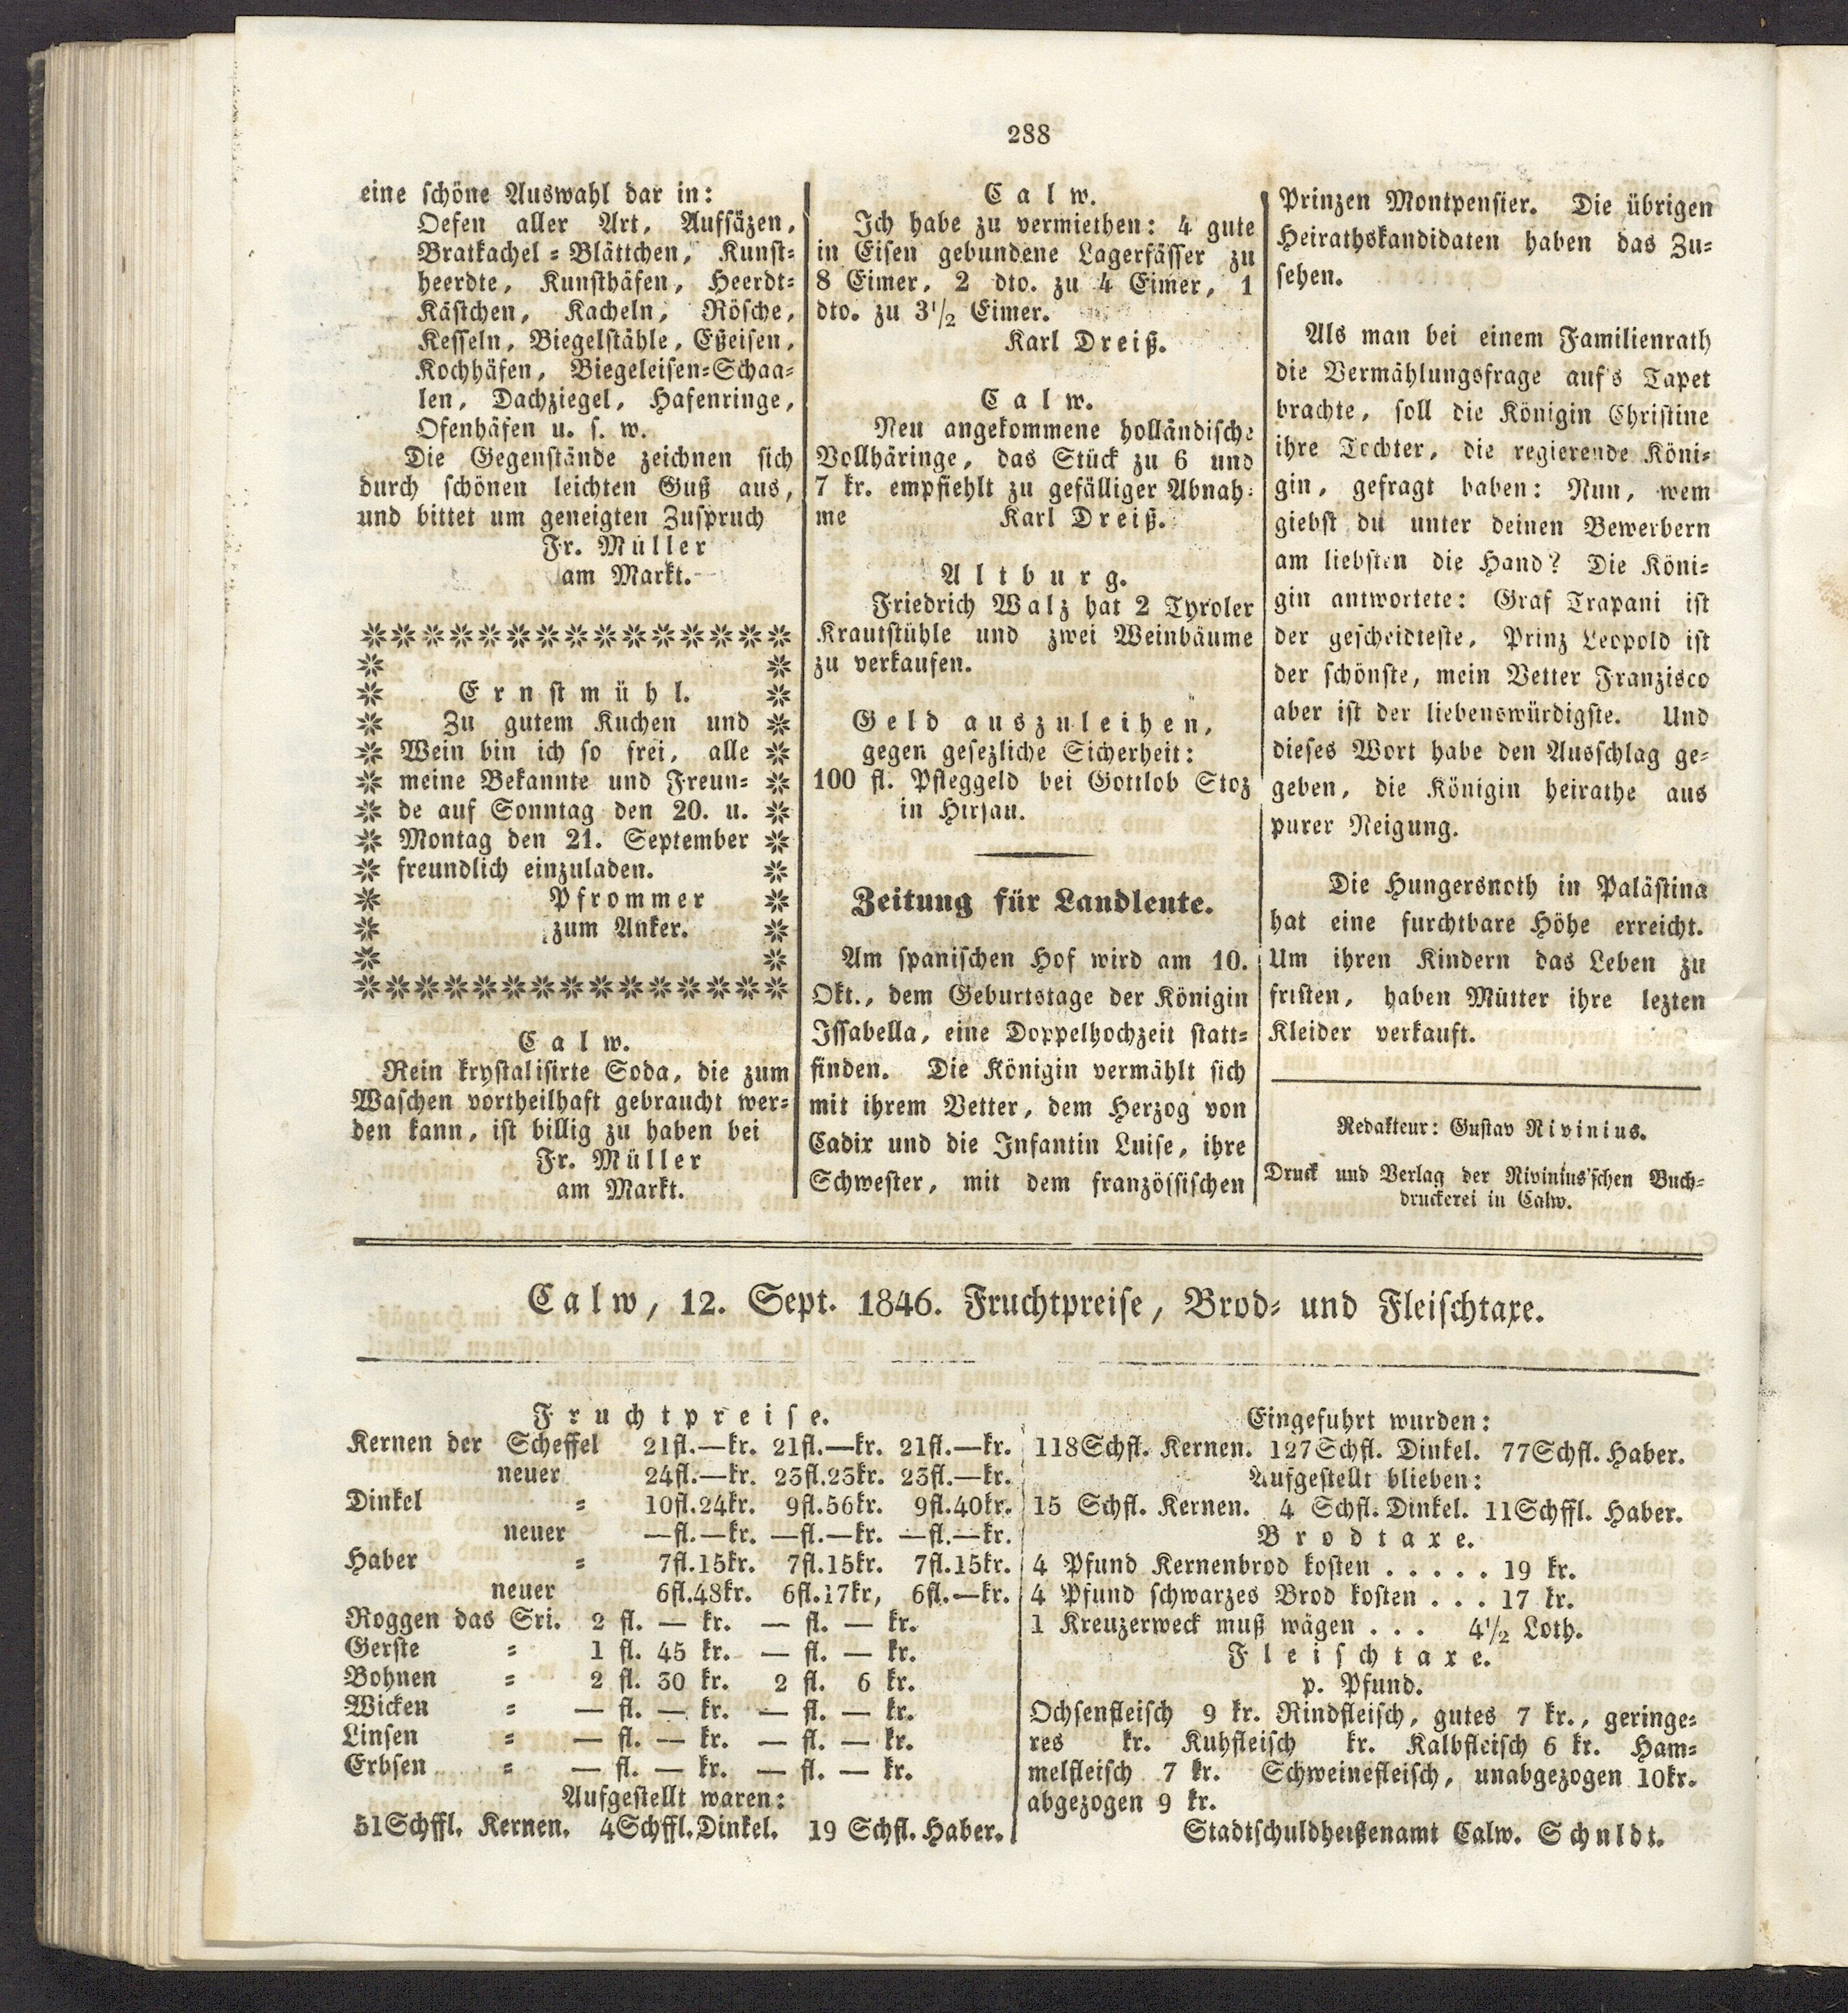 288
eine schöne Auswahl dar in:
Oefen aller Art, Aufsäzen,
Bratkachel-Blättchen, Kunst-
heerdte, Kunsthäfen, Heerdt-
Kästchen, Kacheln, Rösche,
Kesseln, Biegelstähle, Eßeisen,
Kochhäfen, Biegeleisen-Schaa-
len, Dachziegel, Hafenringe,
Ofenhäfen u. s. w.
Die Gegenstände zeichnen sich
durch schönen leichten Guß aus,
und bittet um geneigten Zuspruch
Fr. Müller
am Markt.
Ernstmühl.
Zu gutem Kuchen und
Wein bin ich so frei, alle
meine Bekannte und Freun-
de auf Sonntag den 20. u.
Montag den 21. September
freundlich einzuladen.
Pfrommer
zum Anker.
Calw.
Rein krystalisirte Soda, die zum
Waschen vortheilhaft gebraucht wer-
den kann, ist billig zu haben bei
Fr. Müller
am Markt.
Calw.
Ich habe zu vermiethen: 4 gute
in Eisen gebundene Lagerfässer zu
8 Eimer, 2 dto. zu 4 Eimer, 1
dto. zu 3 1/2 Eimer.
Karl Dreiß.
Calw.
Neu angekommene holländische
Vollhäringe, das Stück zu 6 und
7 kr. empfiehlt zu gefälliger Abnah-
me Karl Dreiß.
Altburg.
Friedrich Walz hat 2 Tyroler
Krautstühle und zwei Weinbäume
zu verkaufen.
Geld auszuleihen,
gegen gesezliche Sicherheit:
100 fl. Pfleggeld bei Gottlob Stoz
in Hirsau.
Zeitung für Landleute.
Am spanischen Hof wird am 10.
Okt., dem Geburtstage der Königin
Issabella, eine Doppelhochzeit statt-
finden. Die Königin vermählt sich
mit ihrem Vetter, dem Herzog von
Cadix und die Infantin Luise, ihre
Schwester, mit dem französsischen
Prinzen Montpensier. Die übrigen
Heirathskandidaten haben das Zu-
sehen.
Als man bei einem Familienrath
die Vermählungsfrage auf's Tapet
brachte, soll die Königin Christine
ihre Tochter, die regierende Köni-
gin, gefragt haben: Nun, wem
giebst du unter deinen Bewerbern
am liebsten die Hand? Die Köni-
gin antwortete: Graf Trapani ist
der gescheidteste, Prinz Leopold ist
der schönste, mein Vetter Franzisco
aber ist der liebenswürdigste. Und
dieses Wort habe den Ausschlag ge-
geben, die Königin heirathe aus
purer Neigung.
Die Hungersnoth in Palästina
hat eine furchtbare Höhe erreicht.
Um ihren Kindern das Leben zu
fristen, haben Mütter ihre lezten
Kleider verkauft.
Redakteur: Gustav Rivinius.
Druck und Verlag der Rivinius'schen Buch-
druckerei in Calw.
Calw, 12. Sept. 1846. Fruchtpreise, Brod- und Fleischtaxe.
Fruchtpreise.
Kernen der Scheffel 21fl.—kr. 21fl.—kr. 21fl.—kr.
neuer 24fl.—kr. 23fl.23kr. 23fl.—kr.
Dinkel = 10fl.24kr. 9fl.56kr. 9fl.40kr.
neuer —fl.—kr. —fl.—kr. —fl.—kr.
Haber = 7fl.15kr. 7fl.15kr. 7fl.15kr.
neuer 6fl.48kr. 6fl.17kr, 6fl.—kr.
Roggen das Sri. 2 fl. — kr. — fl. — kr.
Gerste = 1 fl. 45 kr. — fl. — kr.
Bohnen = 2 fl. 30 kr. 2 fl. 6 kr.
Wicken = — fl. — kr. — fl. — kr.
Linsen = — fl. — kr. — fl. — kr.
Erbsen = — fl. — kr. — fl. — kr.
Aufgestellt waren:
51Schffl. Kernen. 4Schffl.Dinkel. 19 Schfl. Haber.
Eingefuhrt wurden:
118Schfl. Kernen. 127Schfl. Dinkel. 77Schfl. Haber.
Aufgestellt blieben:
15 Schfl. Kernen. 4 Schfl. Dinkel. 11Schffl. Haber.
Brodtaxe.
4 Pfund Kernenbrod kosten . . . . . 19 kr.
4 Pfund schwarzes Brod kosten . . . 17 kr.
1 Kreuzerweck muß wägen . . . 4 1/2 Loth.
Fleischtaxe.
p. Pfund.
Ochsenfleisch 9 kr. Rindfleisch, gutes 7 kr., geringe-
res kr. Kuhfleisch kr. Kalbfleisch 6 kr. Ham-
melfleisch 7 kr. Schweinefleisch, unabgezogen 10kr.
abgezogen 9 kr.
Stadtschuldheißenamt Calw. Schuldt.